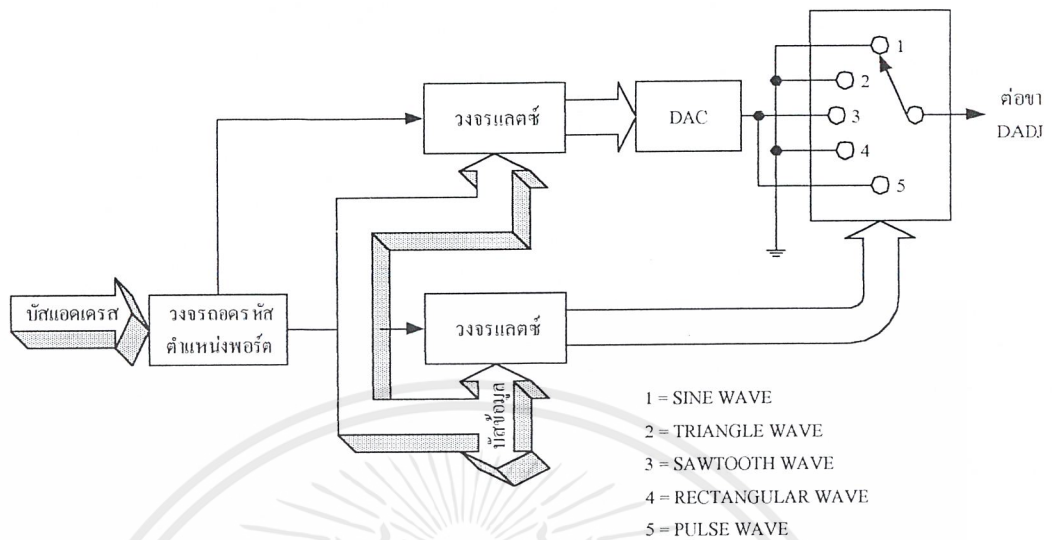 1
2
3
4
5
วงจรแลตช์
DAC
ต่อขา
DADJ
บัสแอดเดรส
วงจรถอดรหัส
ตำแหน่งพอร์ต
วงจรแลตช์
บัสข้อมูล
1 = SINE WAVE
2 = TRIANGLE WAVE
3 = SAWTOOTH WAVE
4 = RECTANGULAR WAVE
5 = PULSE WAVE